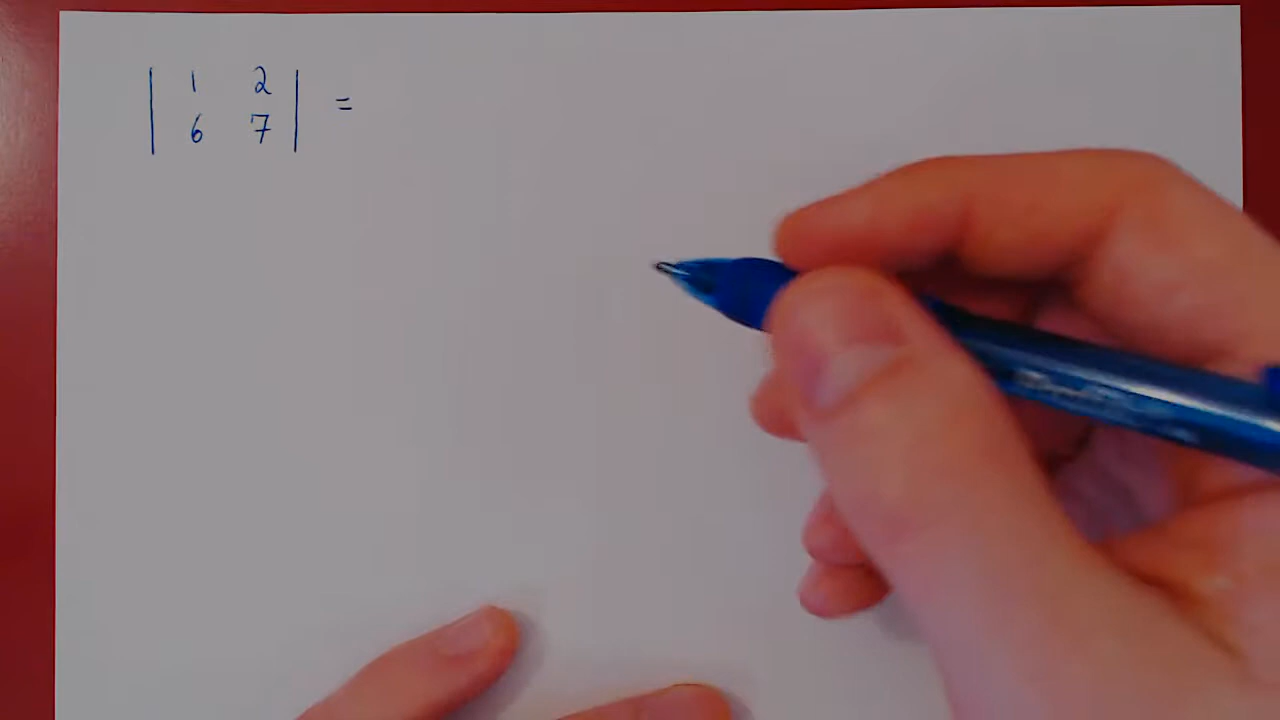 | 1 2 | =
| 6 7 |